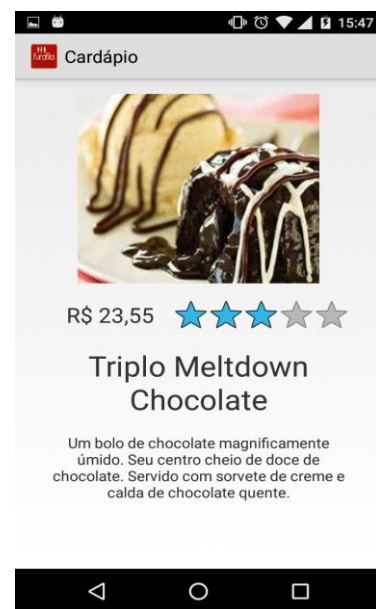 15:47
Cardápio
R$ 23,55
Triplo Meltdown
Chocolate
Um bolo de chocolate magnificamente
úmido. Seu centro cheio de doce de
chocolate. Servido com sorvete de creme e
calda de chocolate quente.